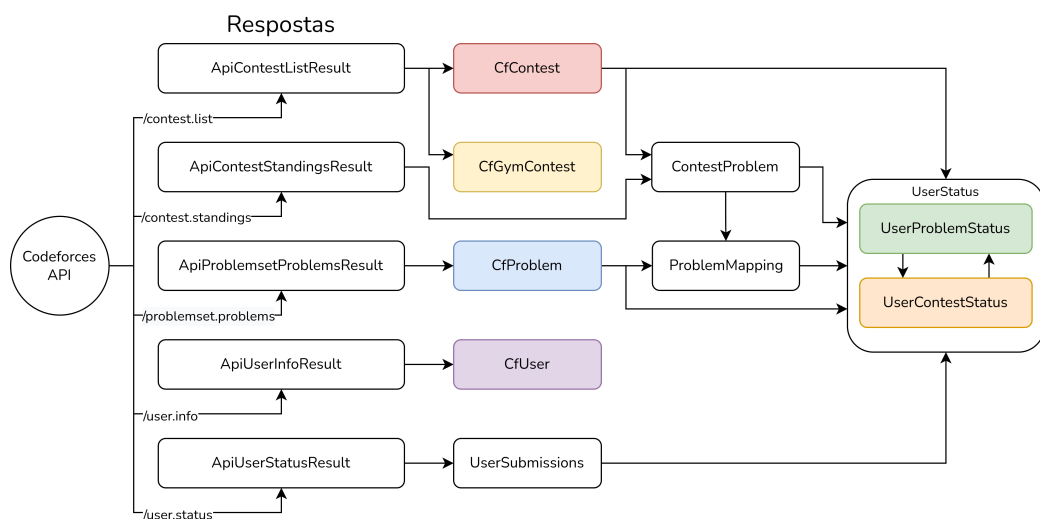 Respostas
ApiContestListResult
CfContest
/contest.list
ApiContestStandingsResult
CfGymContest
ContestProblem
UserStatus
/contest.standings
UserProblemStatus
Codeforces
API
ApiProblemsetProblemsResult
CfProblem
ProblemMapping
UserContestStatus
/problemset.problems
ApiUserInfoResult
CfUser
/user.info
ApiUserStatusResult
UserSubmissions
/user.status